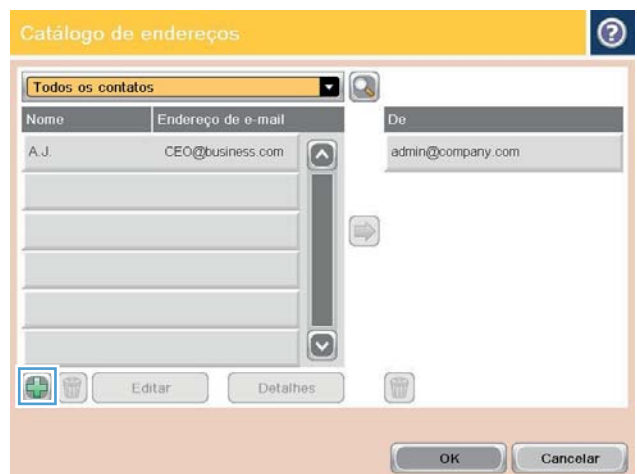 Catálogo de endereços
Todos os contatos
Nome Endereço de e-mail De
A.J. CEO@business.com admin@company.com
Editar Detalhes
OK Cancelar